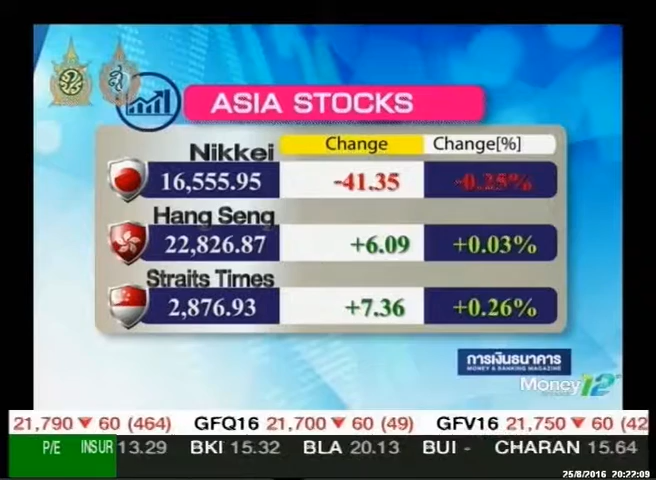 ASIA STOCKS
Change Change[%]
Nikkei
16,555.95 -41.35 -0.25%
Hang Seng
22,826.87 +6.09 +0.03%
Straits Times
2,876.93 +7.36 +0.26%
การเงินธนาคาร
MONEY & BANKING MAGAZINE
Money 12
21,790 ▼ 60 (464) GFQ16 21,700 ▼ 60 (49) GFV16 21,750 ▼ 60 (42
P/E INSUR 13.29 BKI 15.32 BLA 20.13 BUI - CHARAN 15.64
25/8/2016 20:22:09